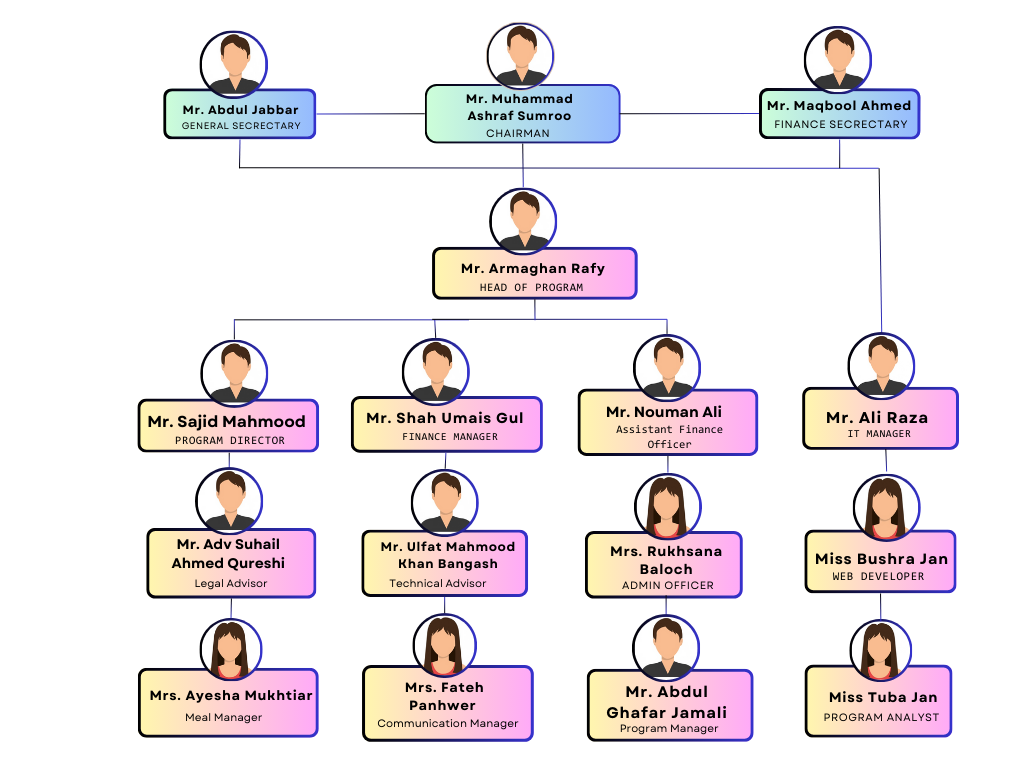 Mr. Abdul Jabbar
GENERAL SECRECTARY
Mr. Muhammad
Ashraf Sumroo
CHAIRMAN
Mr. Maqbool Ahmed
FINANCE SECRECTARY
Mr. Armaghan Rafy
HEAD OF PROGRAM
Mr. Sajid Mahmood
PROGRAM DIRECTOR
Mr. Shah Umais Gul
FINANCE MANAGER
Mr. Nouman Ali
Assistant Finance
Officer
Mr. Ali Raza
IT MANAGER
Mr. Adv Suhail
Ahmed Qureshi
Legal Advisor
Mr. Ulfat Mahmood
Khan Bangash
Technical Advisor
Mrs. Rukhsana
Baloch
ADMIN OFFICER
Miss Bushra Jan
WEB DEVELOPER
Mrs. Ayesha Mukhtiar
Meal Manager
Mrs. Fateh
Panhwer
Communication Manager
Mr. Abdul
Ghafar Jamali
Program Manager
Miss Tuba Jan
PROGRAM ANALYST